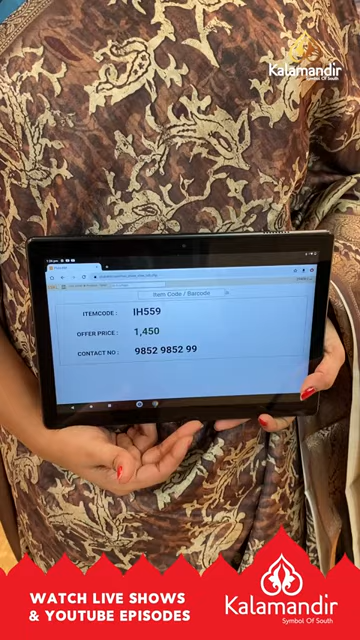 Kalamandir
Symbol Of South
Item Code / Barcode
ITEMCODE : IH559
OFFER PRICE : 1,450
CONTACT NO : 9852 9852 99
WATCH LIVE SHOWS
& YOUTUBE EPISODES
Kalamandir
Symbol Of South